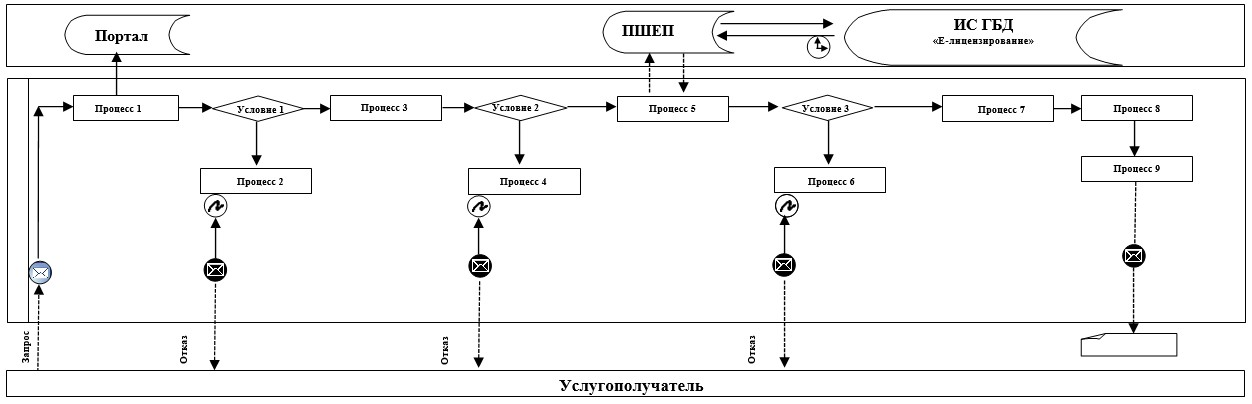 Портал
ПШЕП
ИС ГБД
«Е-лицензирование»
Процесс 1
Условие 1
Процесс 3
Условие 2
Процесс 5
Условие 3
Процесс 7
Процесс 8
Процесс 2
Процесс 4
Процесс 6
Процесс 9
Запрос
Отказ
Отказ
Отказ
Услугополучатель